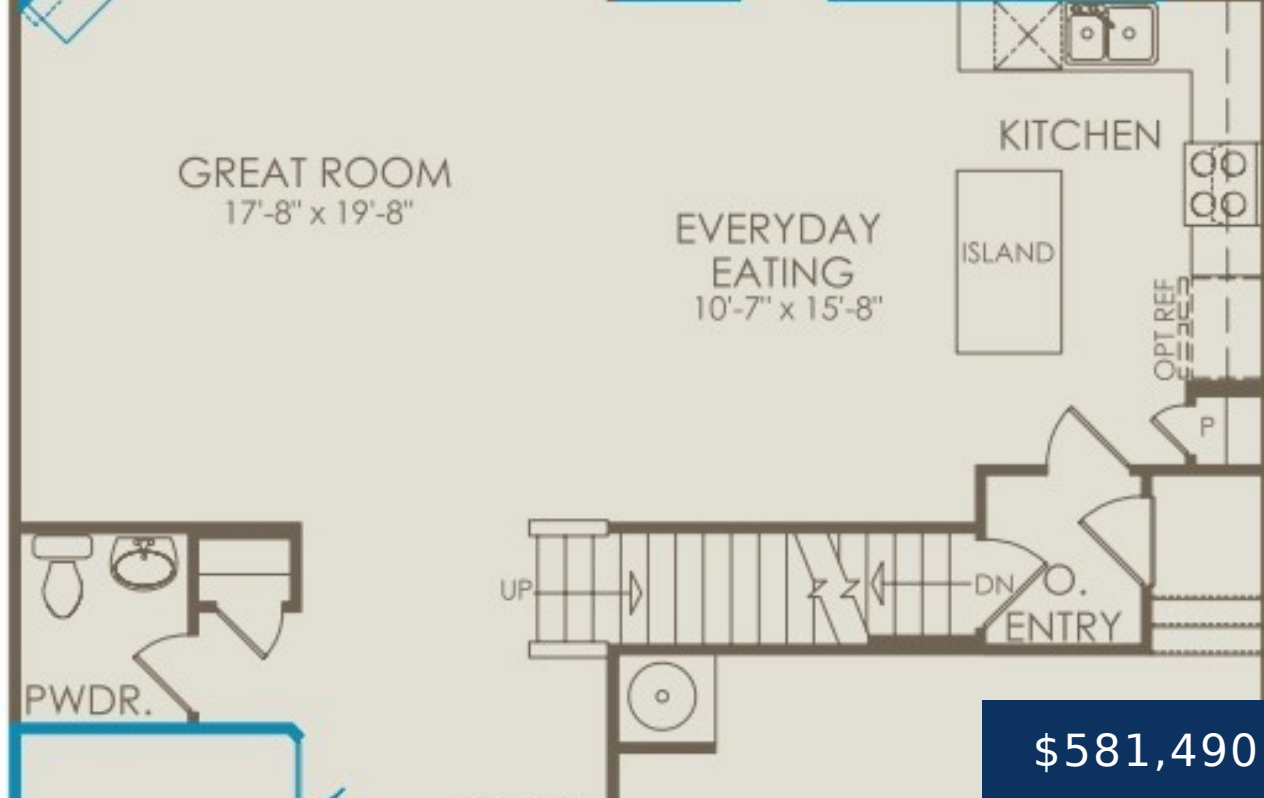 KITCHEN
GREAT ROOM
17'-8" x 19'-8"
EVERYDAY
EATING
10'-7" x 15'-8"
ISLAND
OPT REF
P
UP
DN
O.
ENTRY
PWDR.
$581,490